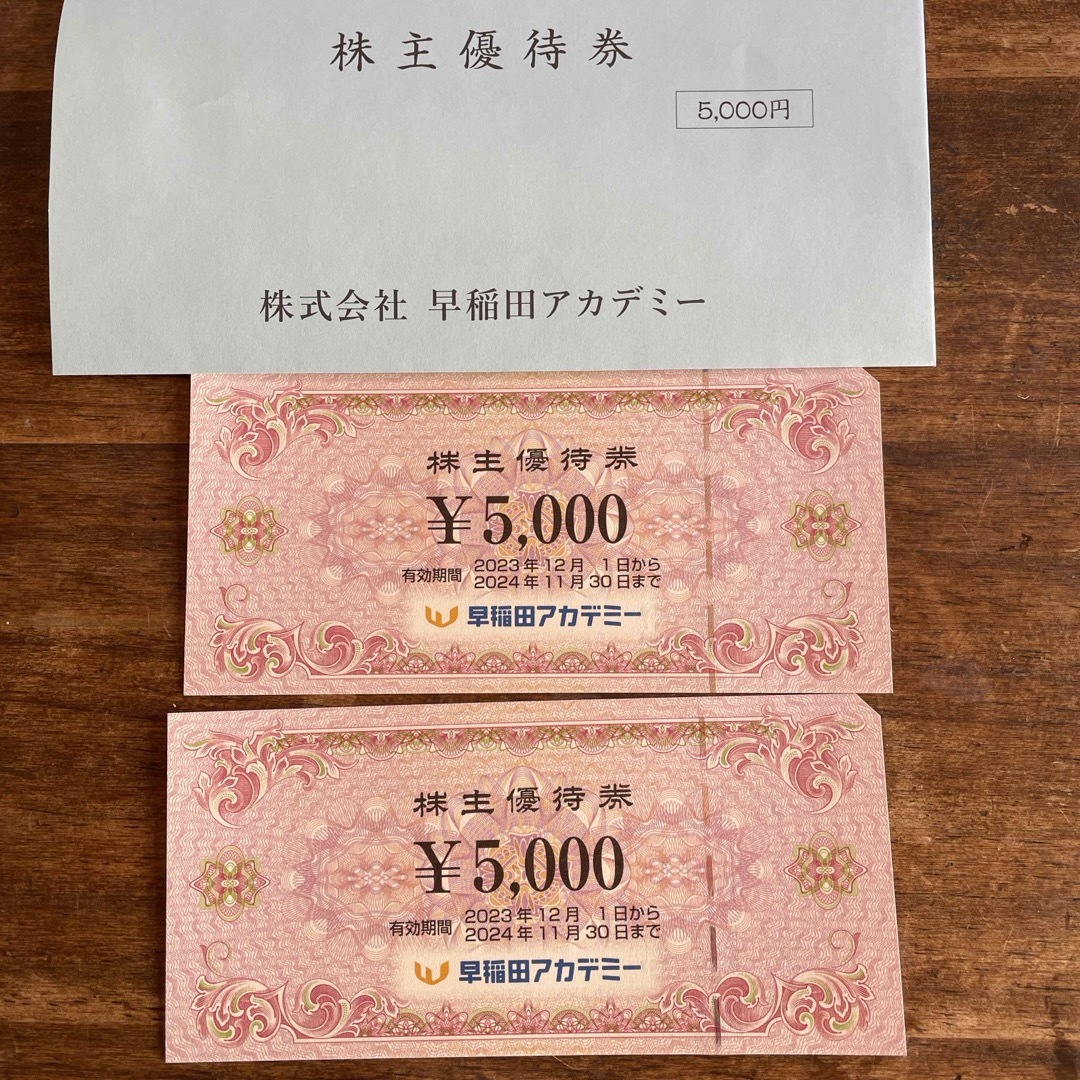 株主優待券
5,000円
株式会社 早稲田アカデミー
株主優待券
¥5,000
有効期間 2023年12月 1日から
2024年11月30日まで
早稲田アカデミー
株主優待券
¥5,000
有効期間 2023年12月 1日から
2024年11月30日まで
早稲田アカデミー